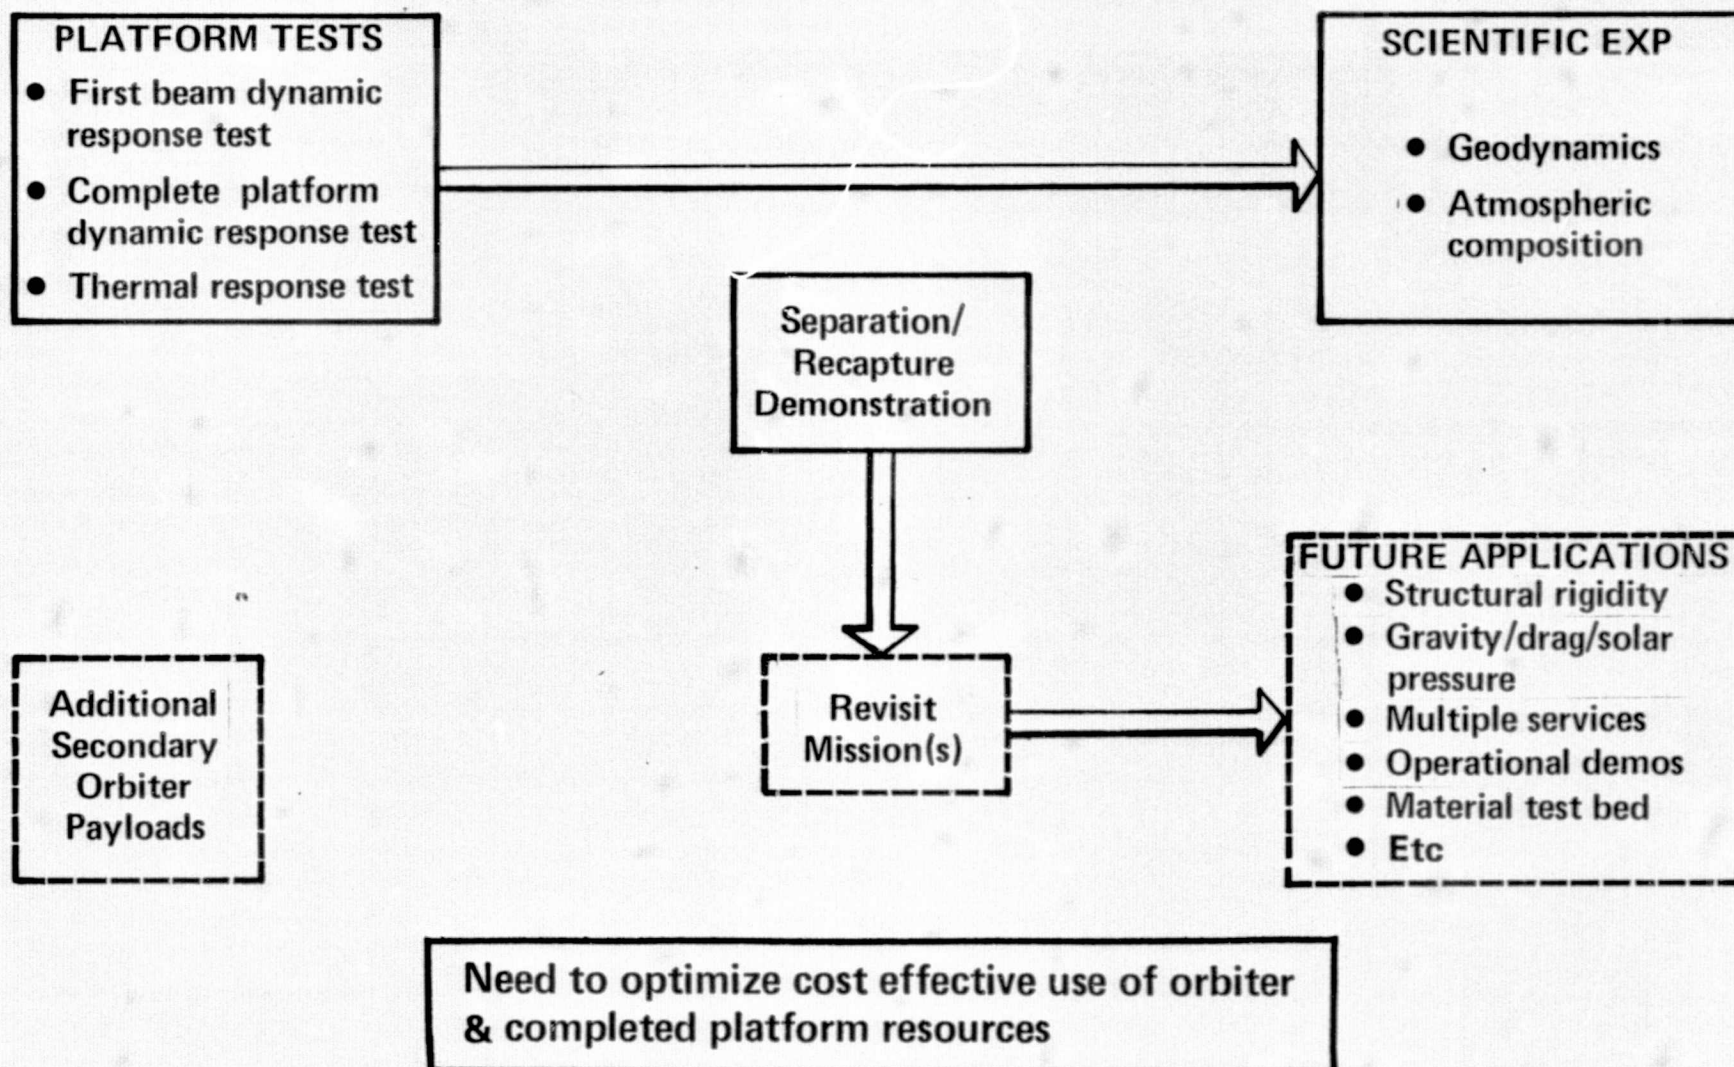 PLATFORM TESTS
● First beam dynamic
response test
● Complete platform
dynamic response test
● Thermal response test
SCIENTIFIC EXP
● Geodynamics
● Atmospheric
composition
Separation/
Recapture
Demonstration
Additional
Secondary
Orbiter
Payloads
Revisit
Mission(s)
FUTURE APPLICATIONS
● Structural rigidity
● Gravity/drag/solar
pressure
● Multiple services
● Operational demos
● Material test bed
● Etc
Need to optimize cost effective use of orbiter
& completed platform resources